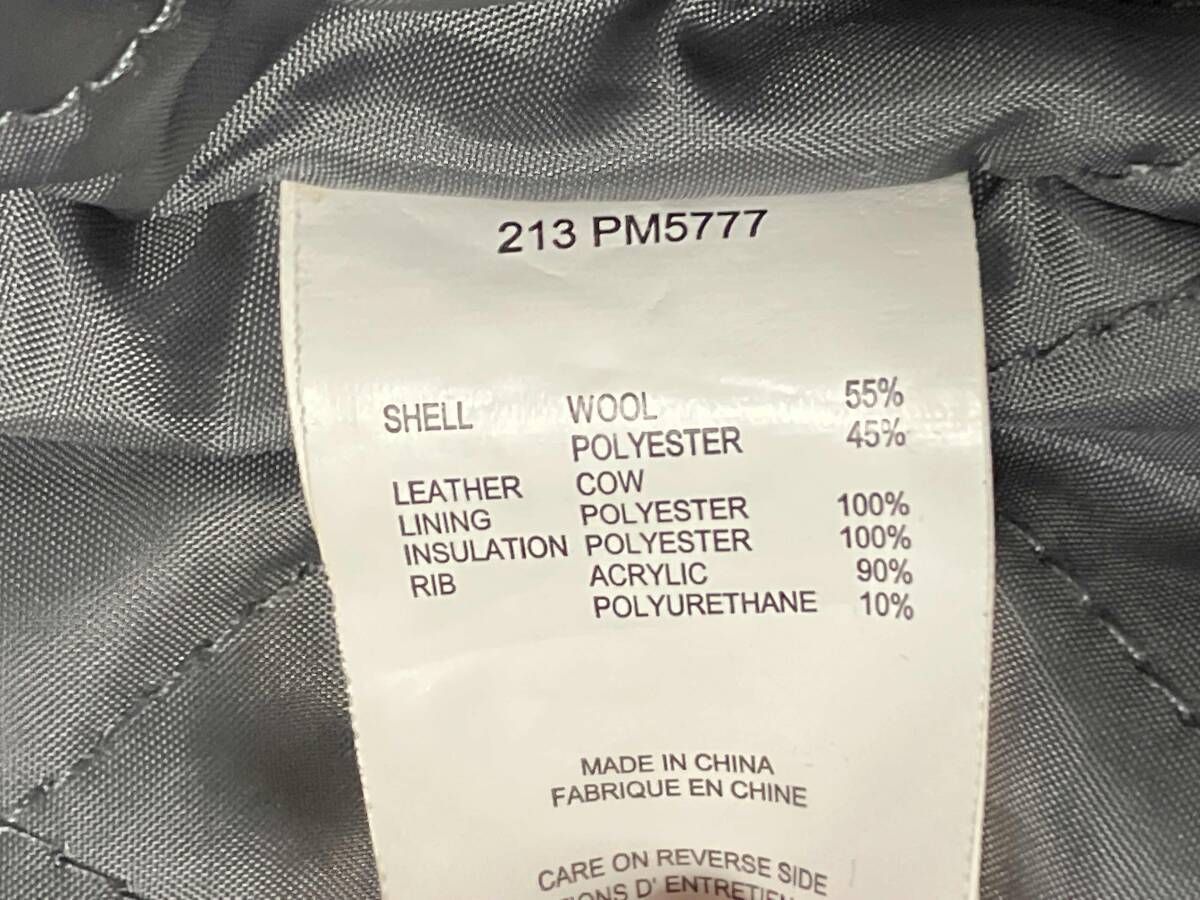 213 PM5777
SHELL WOOL 55%
POLYESTER 45%
LEATHER COW
LINING POLYESTER 100%
INSULATION POLYESTER 100%
RIB ACRYLIC 90%
POLYURETHANE 10%
MADE IN CHINA
FABRIQUE EN CHINE
CARE ON REVERSE SIDE
D' ENTRETIEN